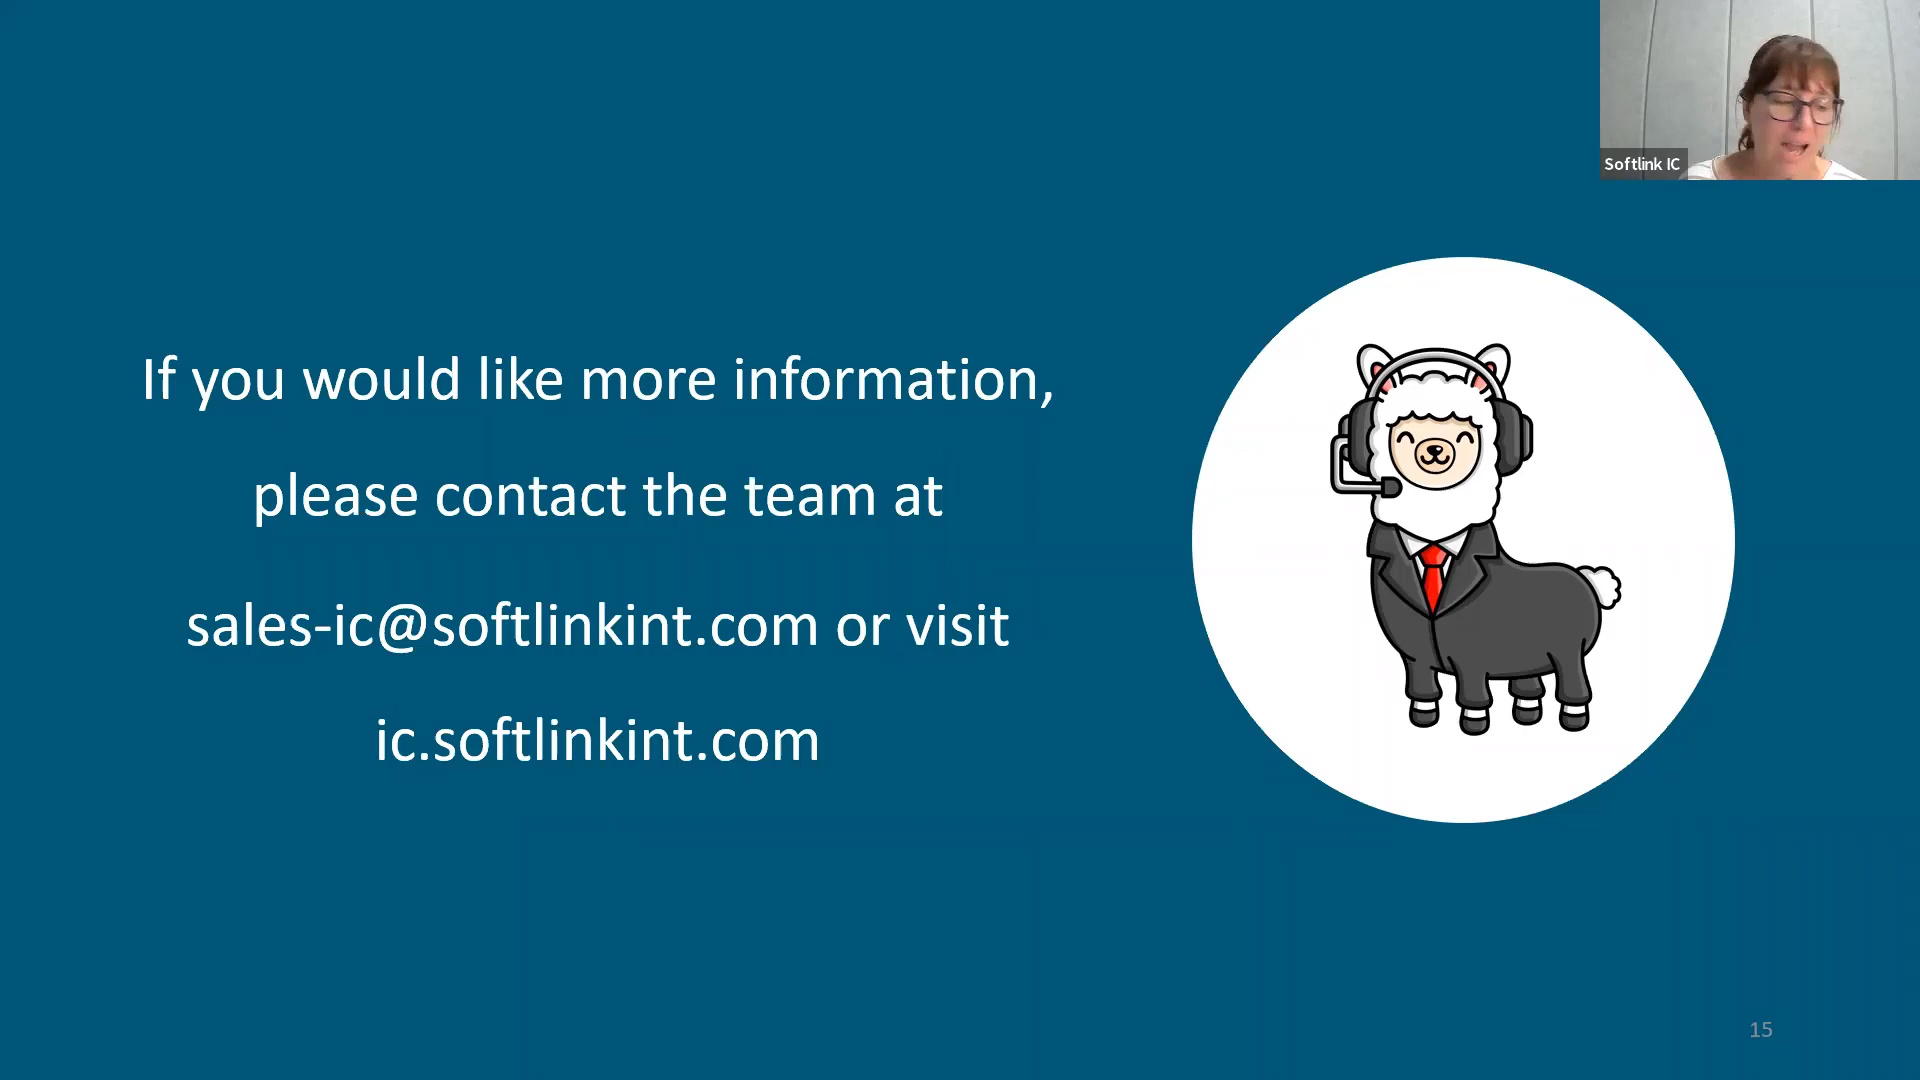 Softlink IC
If you would like more information,
please contact the team at
sales-ic@softlinkint.com or visit
ic.softlinkint.com
15